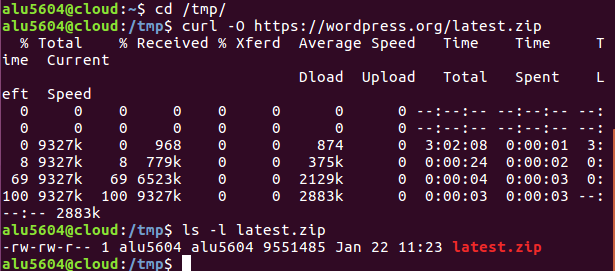 alu5604@cloud:~$ cd /tmp/
alu5604@cloud:/tmp$ curl -O https://wordpress.org/latest.zip
  % Total    % Received % Xferd  Average Speed   Time    Time     T
ime  Current
                                 Dload  Upload   Total   Spent    L
eft  Speed
  0     0    0     0    0     0      0      0 --:--:-- --:--:-- --:
  0     0    0     0    0     0      0      0 --:--:-- --:--:-- --:
  0 9327k    0   968    0     0    874      0  3:02:08  0:00:01  3:
  8 9327k    8  779k    0     0   375k      0  0:00:24  0:00:02  0:
 69 9327k   69 6523k    0     0  2129k      0  0:00:04  0:00:03  0:
100 9327k  100 9327k    0     0  2883k      0  0:00:03  0:00:03 --:
--:-- 2883k
alu5604@cloud:/tmp$ ls -l latest.zip
-rw-rw-r-- 1 alu5604 alu5604 9551485 Jan 22 11:23 latest.zip
alu5604@cloud:/tmp$